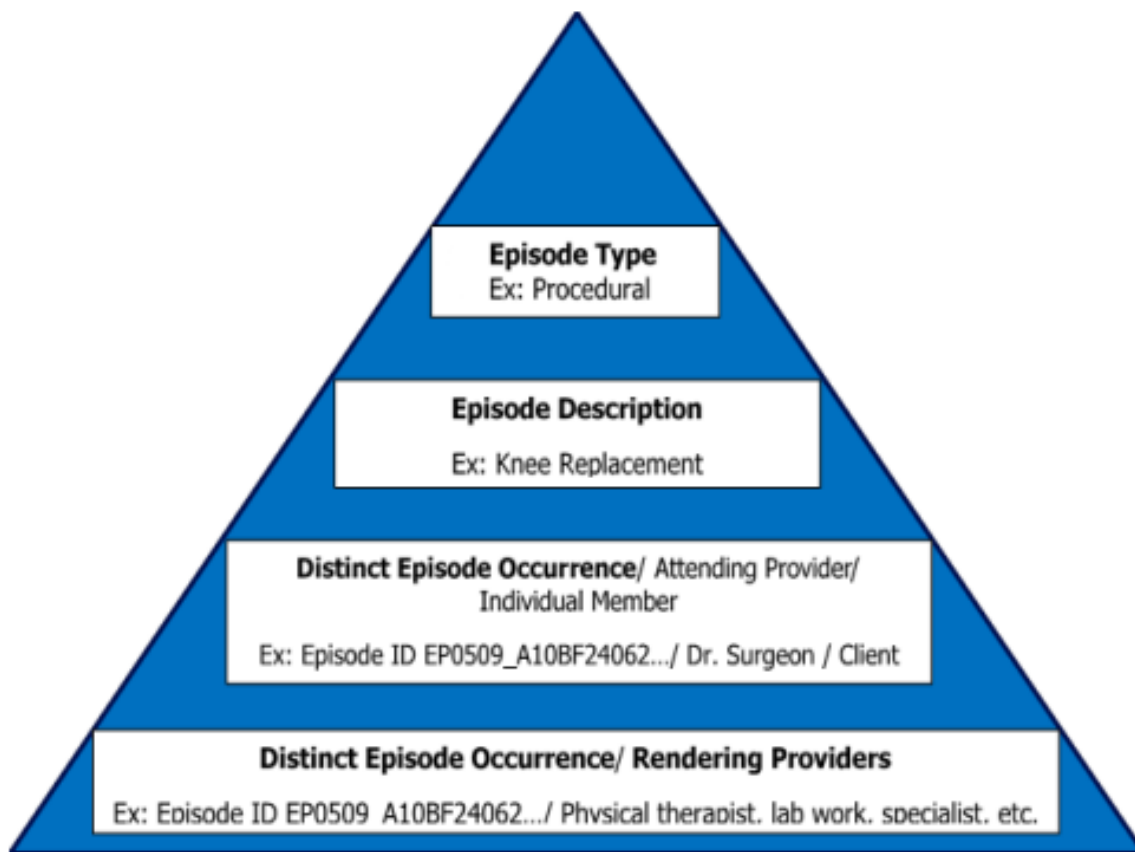 Episode Type
Ex: Procedural
Episode Description
Ex: Knee Replacement
Distinct Episode Occurrence/ Attending Provider/
Individual Member
Ex: Episode ID EP0509_A10BF24062.../ Dr. Surgeon / Client
Distinct Episode Occurrence/ Rendering Providers
Ex: Episode ID EP0509_A10BF24062.../ Physical therapist, lab work, specialist, etc.